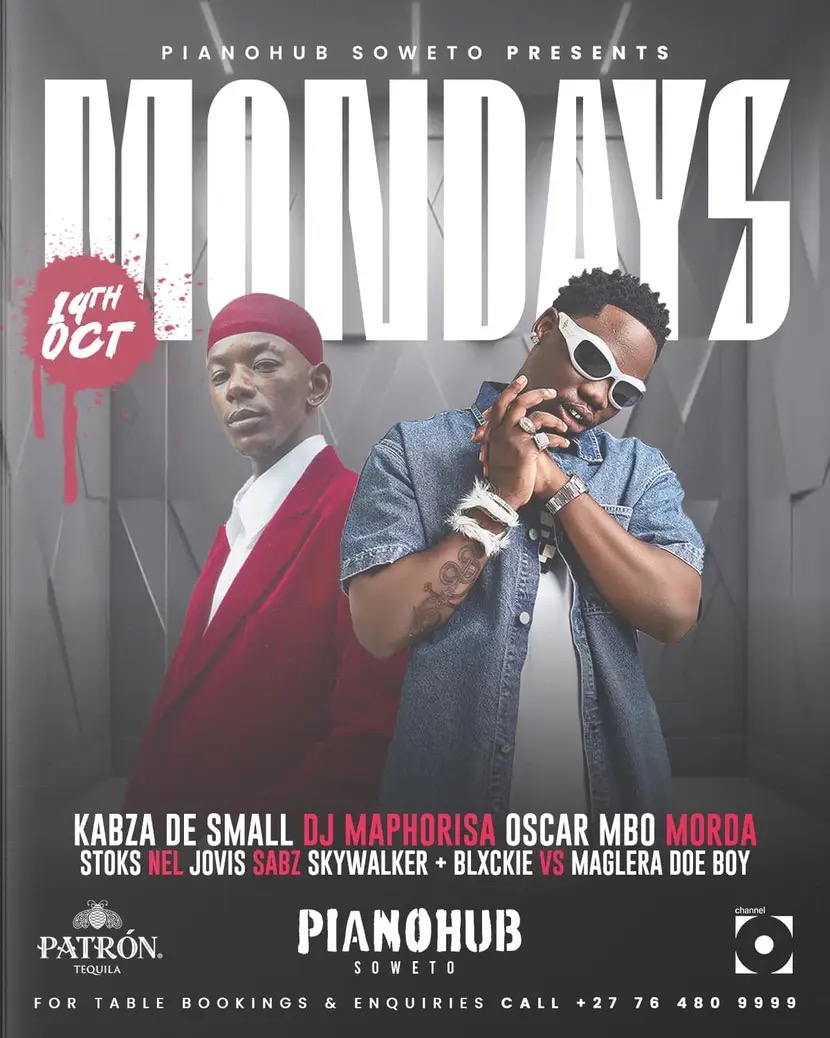 PIANOHUB SOWETO PRESENTS
MONDAYS
14TH
OCT
KABZA DE SMALL DJ MAPHORISA OSCAR MBO MORDA
STOKS NEL JOVIS SABZ SKYWALKER + BLXCKIE VS MAGLERA DOE BOY
PATRÓN.
TEQUILA
PIANOHUB
SOWETO
channel
FOR TABLE BOOKINGS & ENQUIRIES CALL +27 76 480 9999